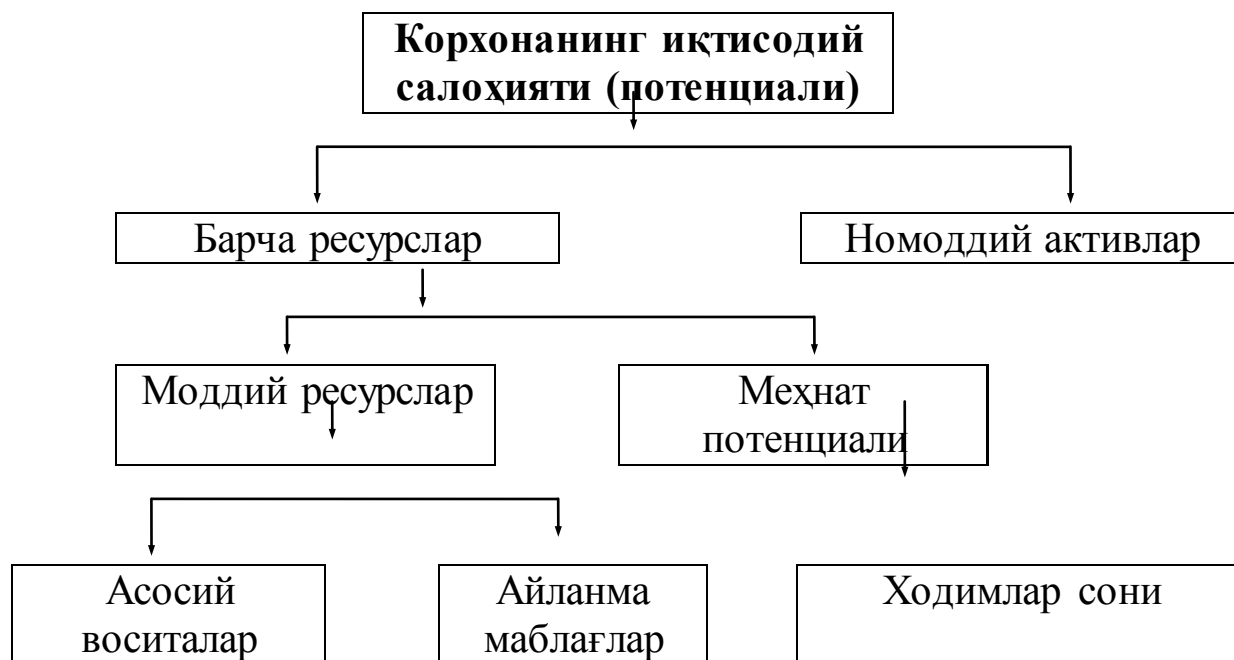 Корхонанинг иқтисодий
салоҳияти (потенциали)
Барча ресурслар
Номоддий активлар
Моддий ресурслар
Меҳнат
потенциали
Асосий
воситалар
Айланма
маблағлар
Ходимлар сони